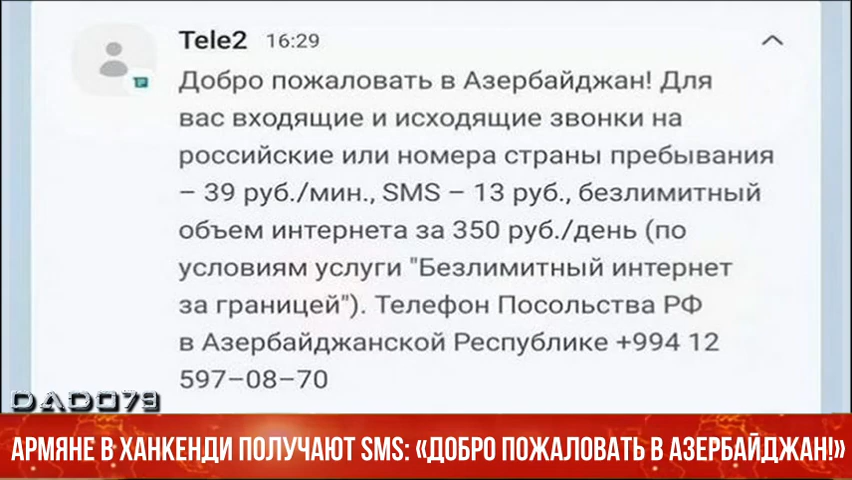 Tele2 16:29
Добро пожаловать в Азербайджан! Для
вас входящие и исходящие звонки на
российские или номера страны пребывания
– 39 руб./мин., SMS – 13 руб., безлимитный
объем интернета за 350 руб./день (по
условиям услуги "Безлимитный интернет
за границей"). Телефон Посольства РФ
в Азербайджанской Республике +994 12
597–08–70
DADO79
АРМЯНЕ В ХАНКЕНДИ ПОЛУЧАЮТ SMS: «ДОБРО ПОЖАЛОВАТЬ В АЗЕРБАЙДЖАН!»